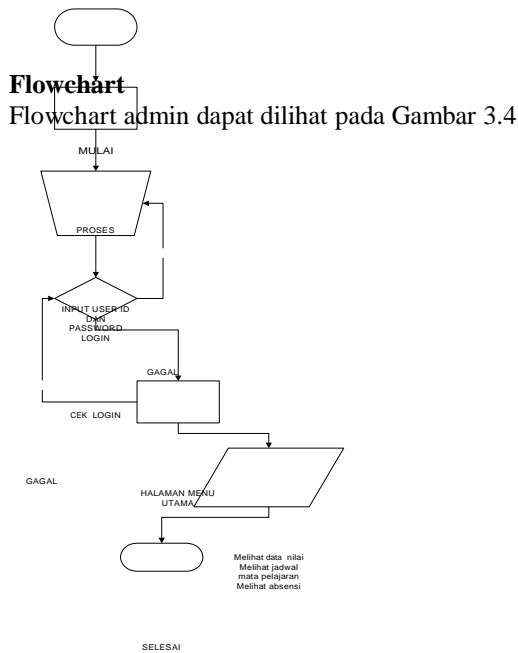 Flowchart
Flowchart admin dapat dilihat pada Gambar 3.4
MULAI
PROSES
INPUT USER ID
DAN
PASSWORD
LOGIN
GAGAL
CEK LOGIN
GAGAL
HALAMAN MENU
UTAMA
Melihat data nilai
Melihat jadwal
mata pelajaran
Melihat absensi
SELESAI